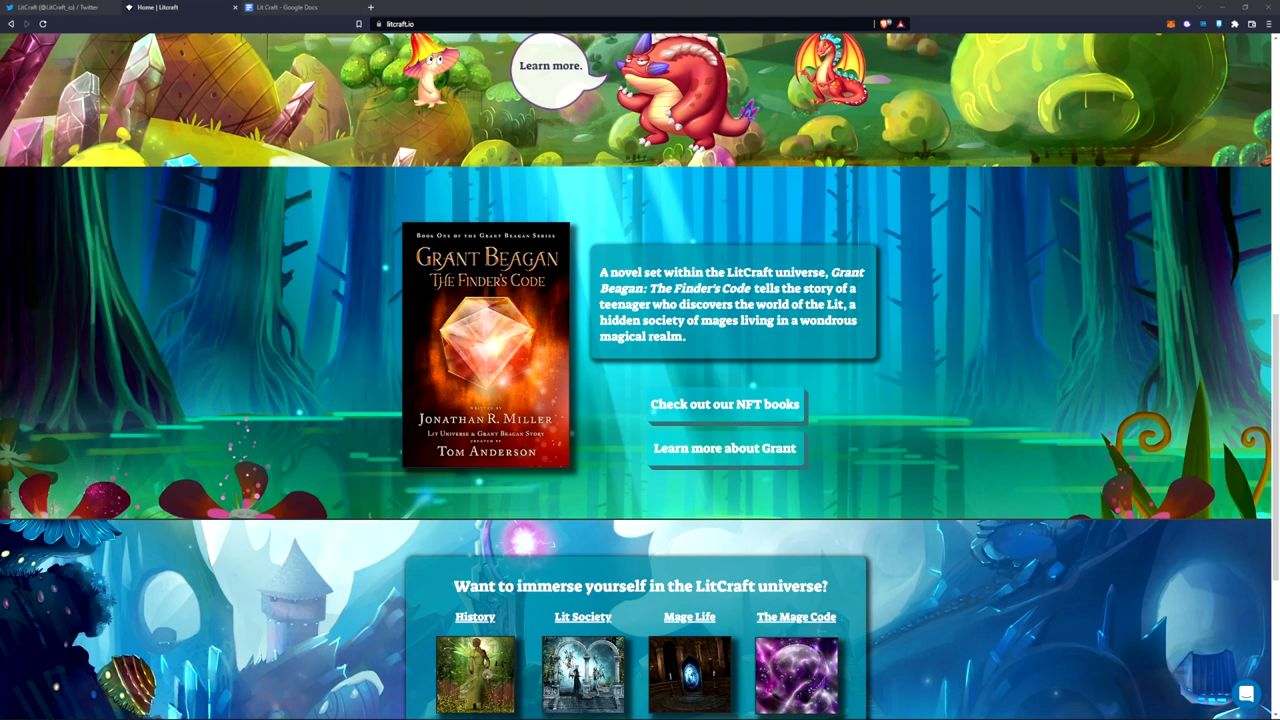 LitCraft (@LitCraft_io) / Twitter
Home | Litcraft
Lit Craft - Google Docs
litcraft.io
Learn more.
Book One of the Grant Beagan Series
Grant Beagan
The Finder's Code
Written by
Jonathan R. Miller
Lit Universe & Grant Beagan Story
Created by
Tom Anderson
A novel set within the LitCraft universe, Grant
Beagan: The Finder's Code tells the story of a
teenager who discovers the world of the Lit, a
hidden society of mages living in a wondrous
magical realm.
Check out our NFT books
Learn more about Grant
Want to immerse yourself in the LitCraft universe?
History
Lit Society
Mage Life
The Mage Code